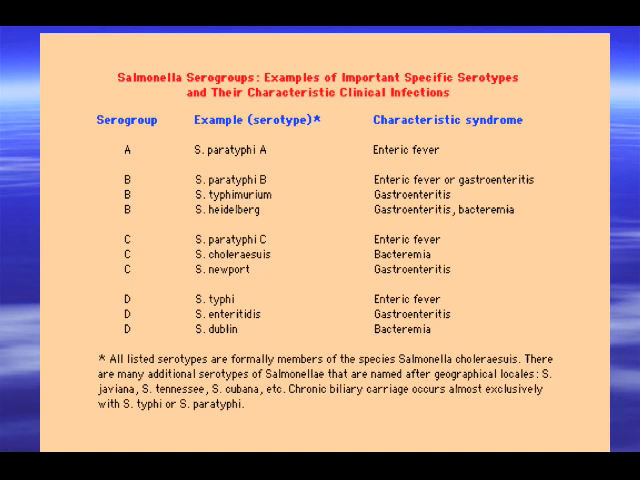 Salmonella Serogroups: Examples of Important Specific Serotypes
and Their Characteristic Clinical Infections
Serogroup Example (serotype)* Characteristic syndrome
A S. paratyphi A Enteric fever
B S. paratyphi B Enteric fever or gastroenteritis
B S. typhimurium Gastroenteritis
B S. heidelberg Gastroenteritis, bacteremia
C S. paratyphi C Enteric fever
C S. choleraesuis Bacteremia
C S. newport Gastroenteritis
D S. typhi Enteric fever
D S. enteritidis Gastroenteritis
D S. dublin Bacteremia
* All listed serotypes are formally members of the species Salmonella choleraesuis. There
are many additional serotypes of Salmonellae that are named after geographical locales: S.
javiana, S. tennessee, S. cubana, etc. Chronic biliary carriage occurs almost exclusively
with S. typhi or S. paratyphi.